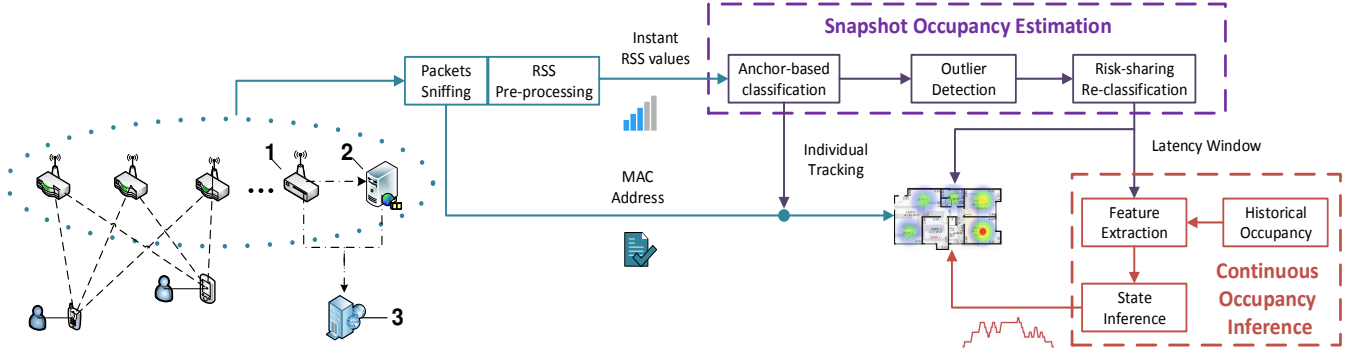 Snapshot Occupancy Estimation
Instant
RSS values
Packets
Sniffing
RSS
Pre-processing
Anchor-based
classification
Outlier
Detection
Risk-sharing
Re-classification
1
2
...
Individual
Tracking
Latency Window
MAC
Address
Feature
Extraction
Historical
Occupancy
Continuous
Occupancy
Inference
State
Inference
3